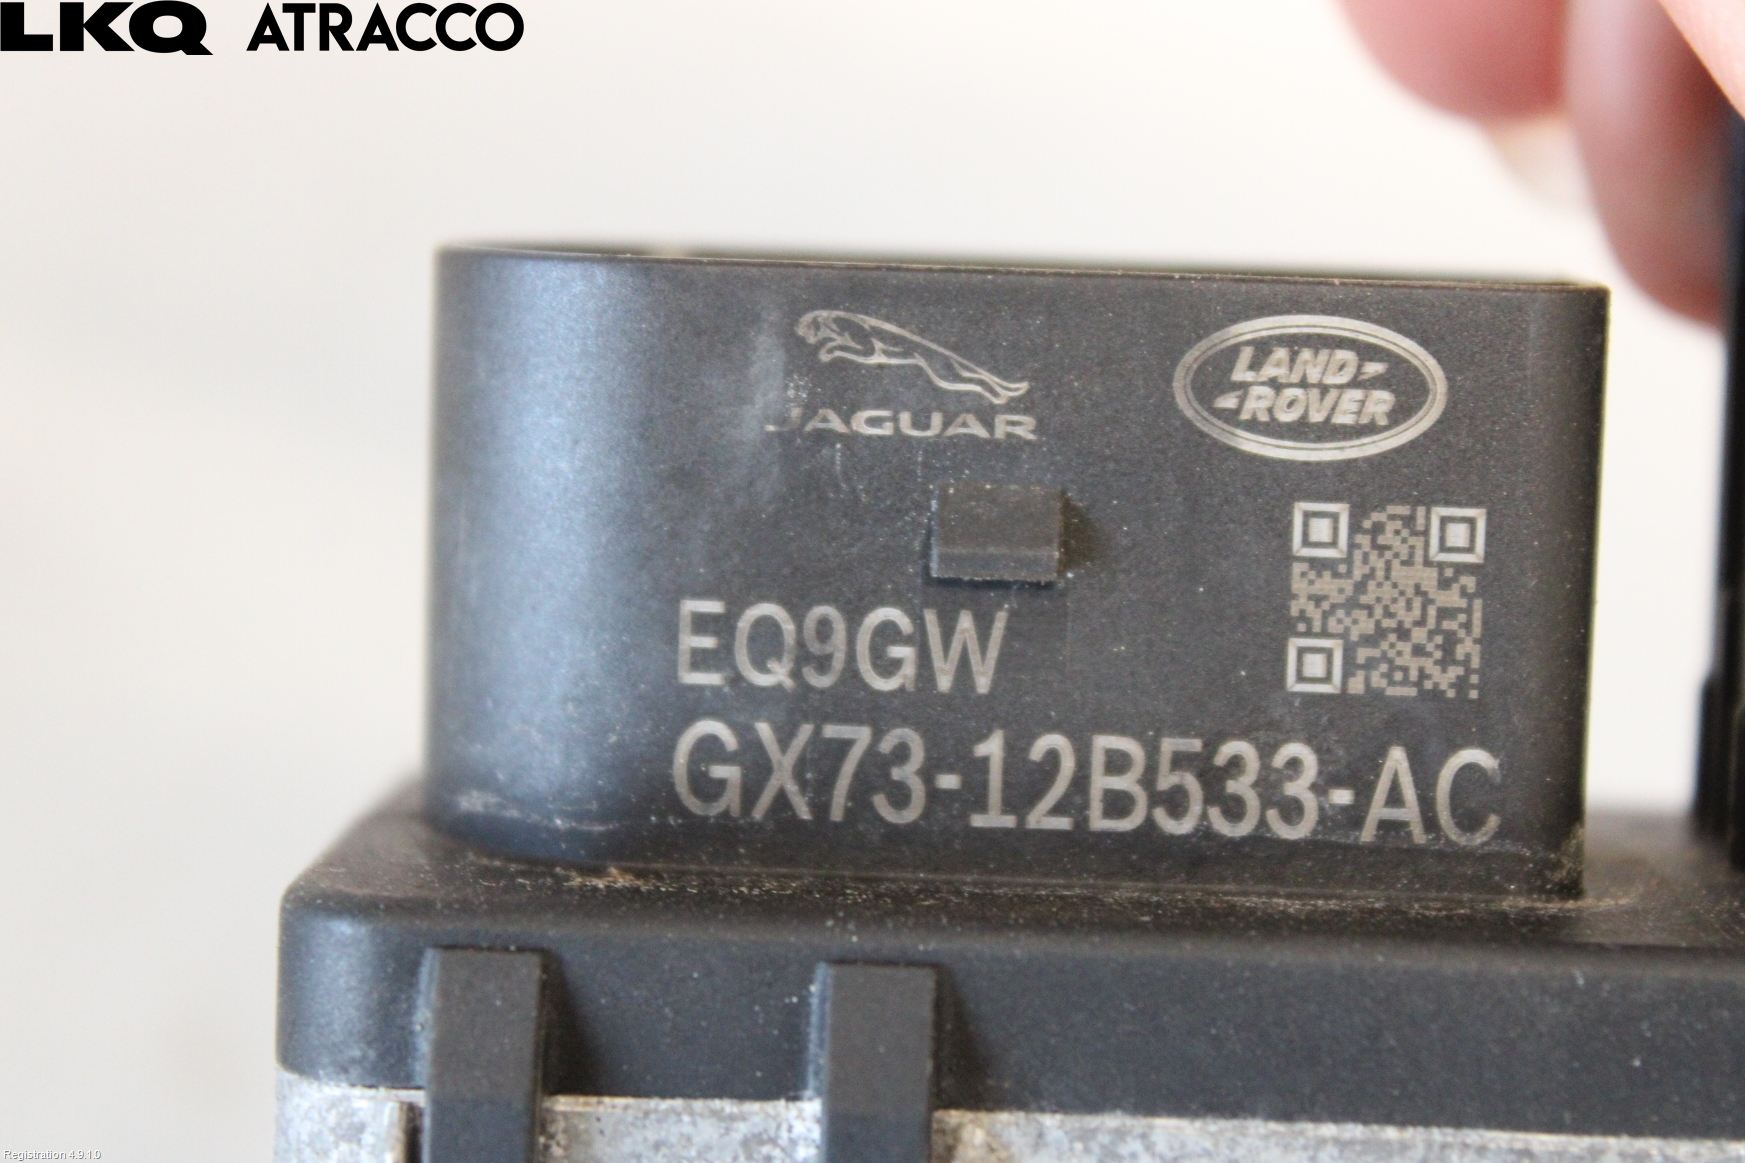 LKQ ATRACCO
JAGUAR
LAND
ROVER
EQ9GW
GX73-12B533-AC
Registration 4.9.1.0